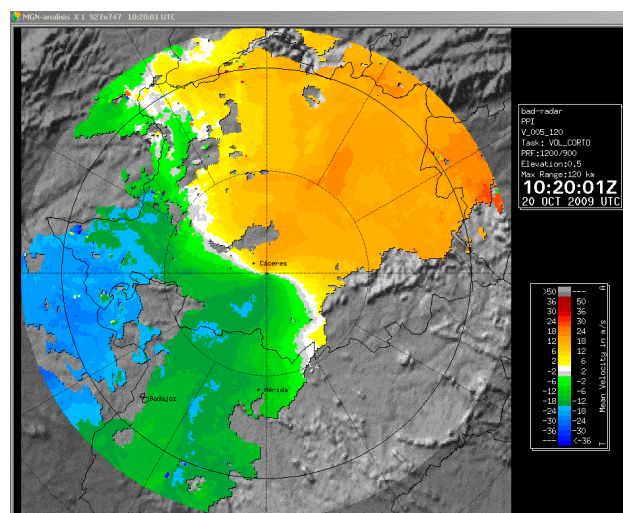 MGN-analisis X1 927x747 10:20:01 UTC
bad-radar
PPI
V_005_120
Task: VOL_CORTO
PRF:1200/900
Elevation:0.5
Max Range:120 km
10:20:01Z
20 OCT 2009 UTC
Cáceres
Mérida
Badajoz
>50 --- A
36 50
30 36
24 30
18 24
12 18
6 12
2 6
-2 2
-6 -2
-12 -6
-18 -12
-24 -18
-30 -24
-36 -30
--- <-36 T
Mean Velocity in m/s